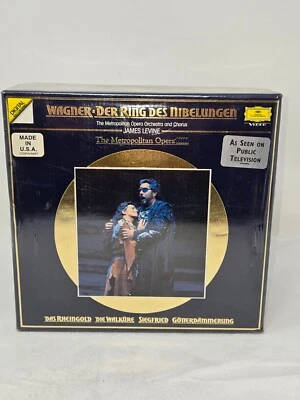 DIGITAL
WAGNER · DER RING DES NIBELUNGEN
The Metropolitan Opera Orchestra and Chorus
JAMES LEVINE
The Metropolitan Opera
VIDEO
MADE
IN
U.S.A.
AS SEEN ON
PUBLIC
TELEVISION
DAS RHEINGOLD DIE WALKÜRE SIEGFRIED GÖTTERDÄMMERUNG